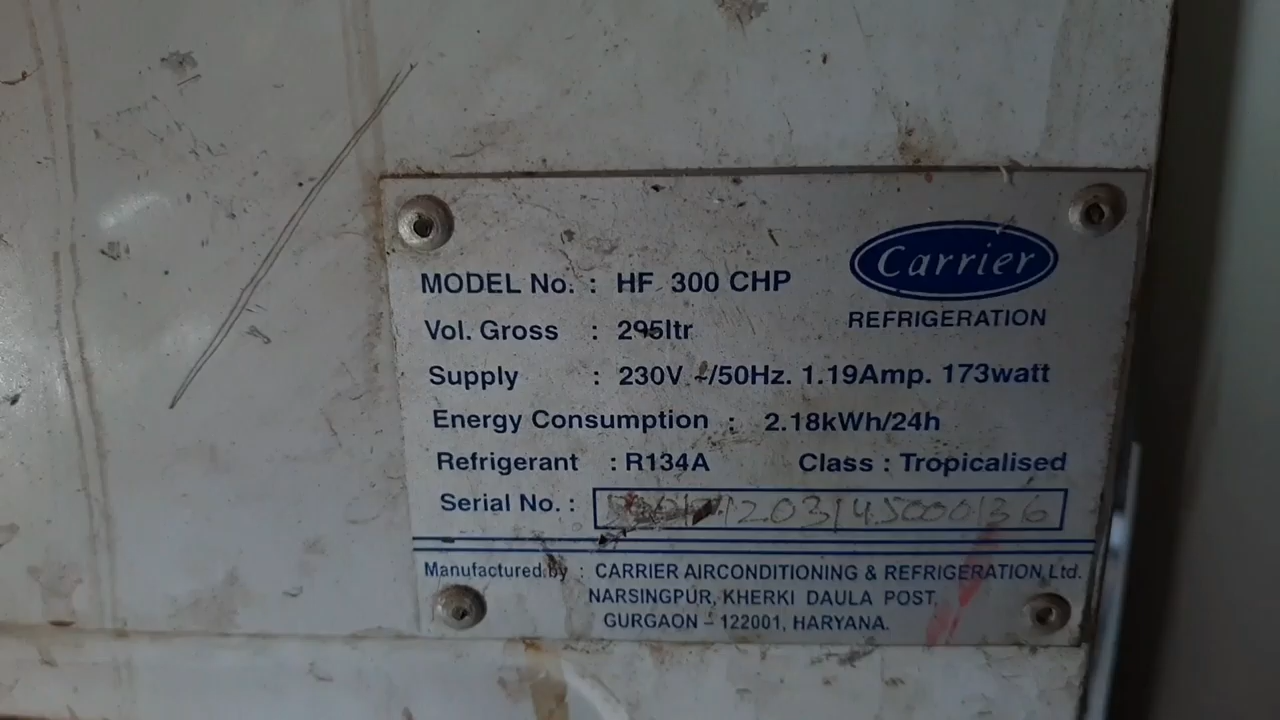 Carrier
REFRIGERATION
MODEL No. : HF 300 CHP
Vol. Gross : 295ltr
Supply : 230V ~/50Hz. 1.19Amp. 173watt
Energy Consumption : 2.18kWh/24h
Refrigerant : R134A Class : Tropicalised
Serial No. :
Manufactured by : CARRIER AIRCONDITIONING & REFRIGERATION Ltd.
NARSINGPUR, KHERKI DAULA POST,
GURGAON - 122001, HARYANA.